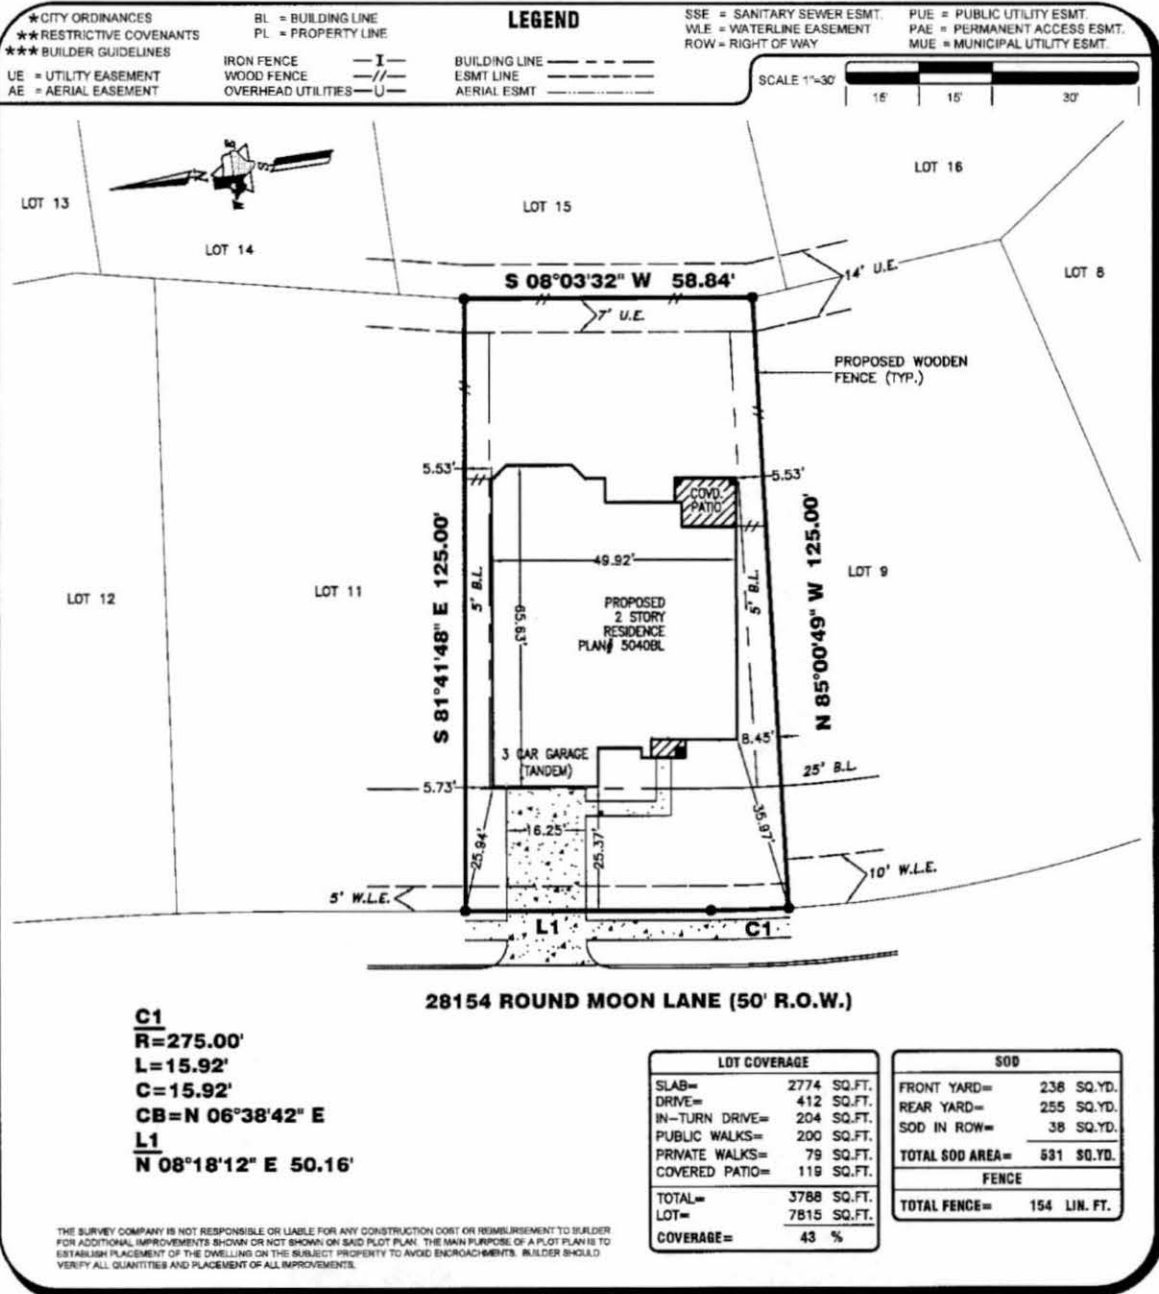 LEGEND
*CITY ORDINANCES
**RESTRICTIVE COVENANTS
***BUILDER GUIDELINES
UE = UTILITY EASEMENT
AE = AERIAL EASEMENT
BL = BUILDING LINE
PL = PROPERTY LINE
IRON FENCE —I—
WOOD FENCE —//—
OVERHEAD UTILITIES —U—
BUILDING LINE
ESMT LINE
AERIAL ESMT
SSE = SANITARY SEWER ESMT.
WLE = WATERLINE EASEMENT
ROW = RIGHT OF WAY
PUE = PUBLIC UTILITY ESMT.
PAE = PERMANENT ACCESS ESMT.
MUE = MUNICIPAL UTILITY ESMT.
SCALE 1"=30'
15' 15' 30'
LOT 13
LOT 14
LOT 15
LOT 16
LOT 8
S 08°03'32" W 58.84'
14' U.E.
7' U.E.
PROPOSED WOODEN
FENCE (TYP.)
5.53'
5.53'
COVD.
PATIO
S 81°41'48" E 125.00'
N 85°00'49" W 125.00'
49.92'
65.63'
5' B.L.
5' B.L.
LOT 12
LOT 11
LOT 9
PROPOSED
2 STORY
RESIDENCE
PLAN# 5040BL
8.45'
3 CAR GARAGE
(TANDEM)
25' B.L.
5.73'
16.25'
25.94'
25.37'
35.97'
5' W.L.E.
10' W.L.E.
L1
C1
28154 ROUND MOON LANE (50' R.O.W.)
C1
R=275.00'
L=15.92'
C=15.92'
CB=N 06°38'42" E
L1
N 08°18'12" E 50.16'
LOT COVERAGE
SLAB= 2774 SQ.FT.
DRIVE= 412 SQ.FT.
IN-TURN DRIVE= 204 SQ.FT.
PUBLIC WALKS= 200 SQ.FT.
PRIVATE WALKS= 79 SQ.FT.
COVERED PATIO= 119 SQ.FT.
TOTAL= 3788 SQ.FT.
LOT= 7815 SQ.FT.
COVERAGE= 43 %
SOD
FRONT YARD= 238 SQ.YD.
REAR YARD= 255 SQ.YD.
SOD IN ROW= 38 SQ.YD.
TOTAL SOD AREA= 531 SQ.YD.
FENCE
TOTAL FENCE= 154 LIN. FT.
THE SURVEY COMPANY IS NOT RESPONSIBLE OR LIABLE FOR ANY CONSTRUCTION COST OR REIMBURSEMENT TO BUILDER
FOR ADDITIONAL IMPROVEMENTS SHOWN OR NOT SHOWN ON SAID PLOT PLAN. THE MAIN PURPOSE OF A PLOT PLAN IS TO
ESTABLISH PLACEMENT OF THE DWELLING ON THE SUBJECT PROPERTY TO AVOID ENCROACHMENTS. BUILDER SHOULD
VERIFY ALL QUANTITIES AND PLACEMENT OF ALL IMPROVEMENTS.